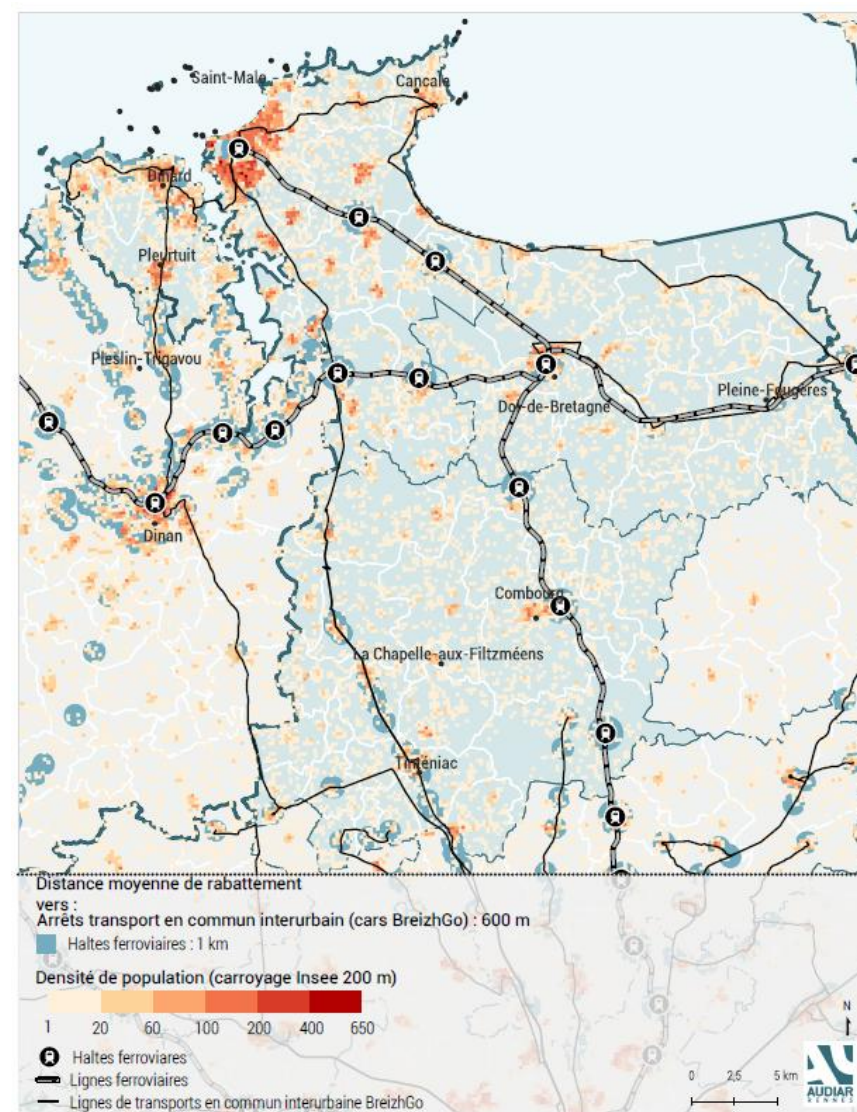 Saint-Malo
Cancale
Dinard
Pleurtuit
Pleslin-Trigavou
Dol-de-Bretagne
Pleine-Fougères
Dinan
Combourg
La Chapelle-aux-Filtzméens
Tinténiac
Distance moyenne de rabattement
vers :
Arrêts transport en commun interurbain (cars BreizhGo) : 600 m
Haltes ferroviaires : 1 km
Densité de population (carroyage Insee 200 m)
1 20 60 100 200 400 650
Haltes ferroviares
Lignes ferroviaires
Lignes de transports en commun interurbaine BreizhGo
N
0 2,5 5 km
AUDIAR
RENNES